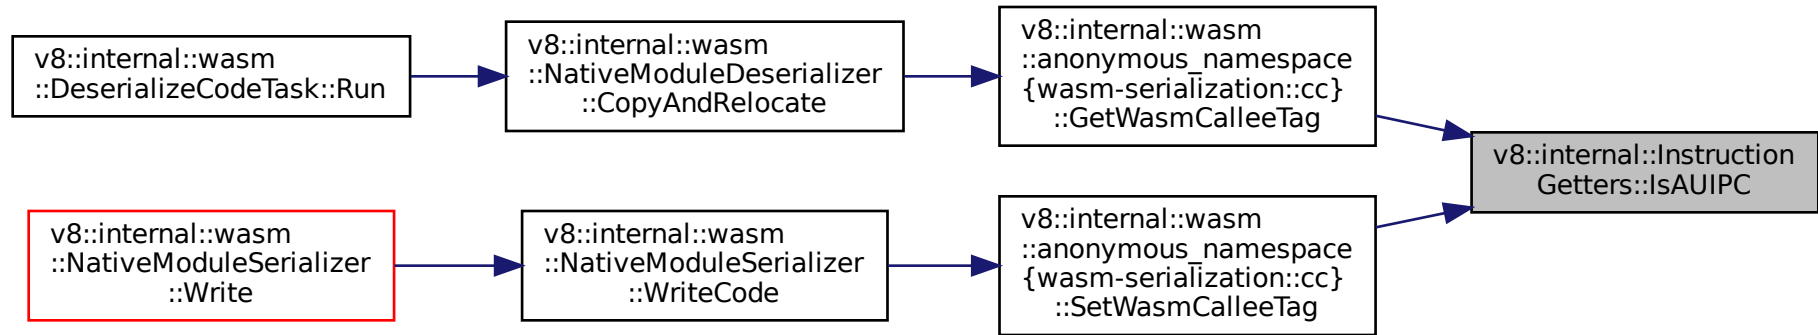 v8::internal::wasm
::DeserializeCodeTask::Run
v8::internal::wasm
::NativeModuleDeserializer
::CopyAndRelocate
v8::internal::wasm
::anonymous_namespace
{wasm-serialization::cc}
::GetWasmCalleeTag
v8::internal::Instruction
Getters::IsAUIPC
v8::internal::wasm
::NativeModuleSerializer
::Write
v8::internal::wasm
::NativeModuleSerializer
::WriteCode
v8::internal::wasm
::anonymous_namespace
{wasm-serialization::cc}
::SetWasmCalleeTag